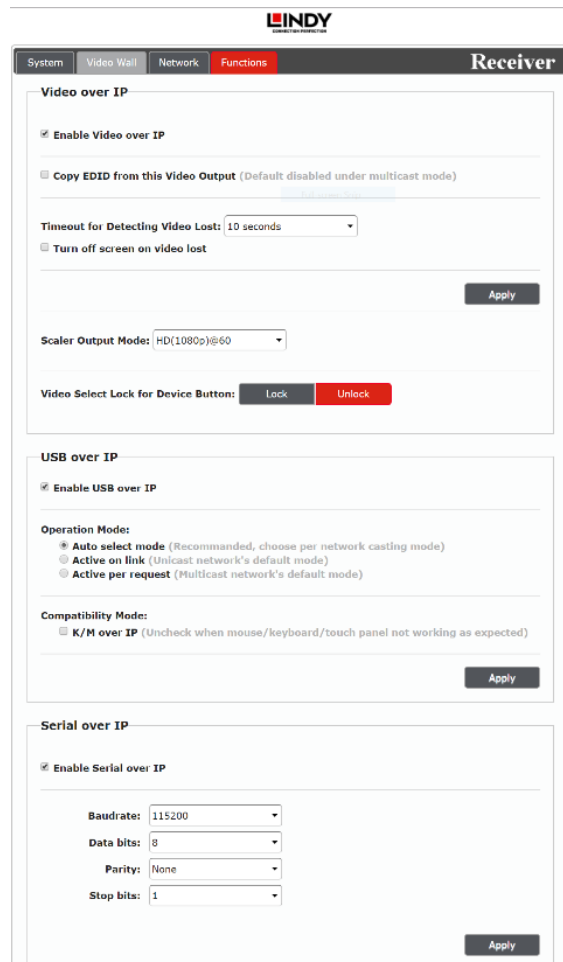 LINDY
CONNECTION PERFECTION
System Video Wall Network Functions Receiver
Video over IP
Enable Video over IP
Copy EDID from this Video Output (Default disabled under multicast mode)
Timeout for Detecting Video Lost: 10 seconds
Turn off screen on video lost
Apply
Scaler Output Mode: HD(1080p)@60
Video Select Lock for Device Button: Lock Unlock
USB over IP
Enable USB over IP
Operation Mode:
Auto select mode (Recommanded, choose per network casting mode)
Active on link (Unicast network's default mode)
Active per request (Multicast network's default mode)
Compatibility Mode:
K/M over IP (Uncheck when mouse/keyboard/touch panel not working as expected)
Apply
Serial over IP
Enable Serial over IP
Baudrate: 115200
Data bits: 8
Parity: None
Stop bits: 1
Apply